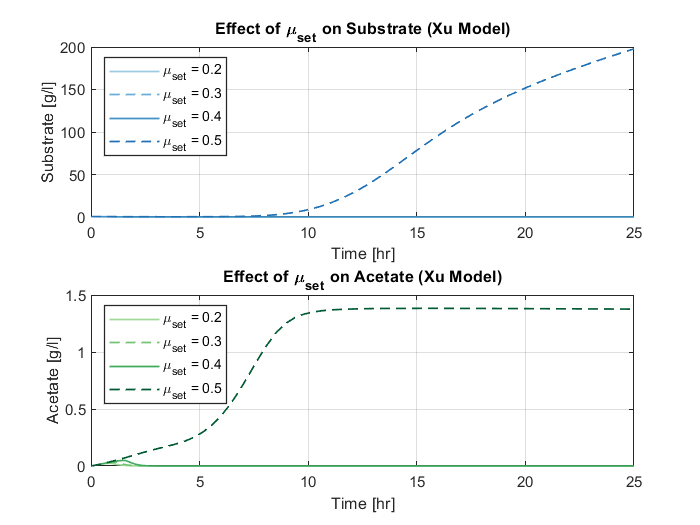 Effect of μset on Substrate (Xu Model)
200
150
100
50
0
Substrate [g/l]
μset = 0.2
μset = 0.3
μset = 0.4
μset = 0.5
0 5 10 15 20 25
Time [hr]
Effect of μset on Acetate (Xu Model)
1.5
1
0.5
0
Acetate [g/l]
μset = 0.2
μset = 0.3
μset = 0.4
μset = 0.5
0 5 10 15 20 25
Time [hr]